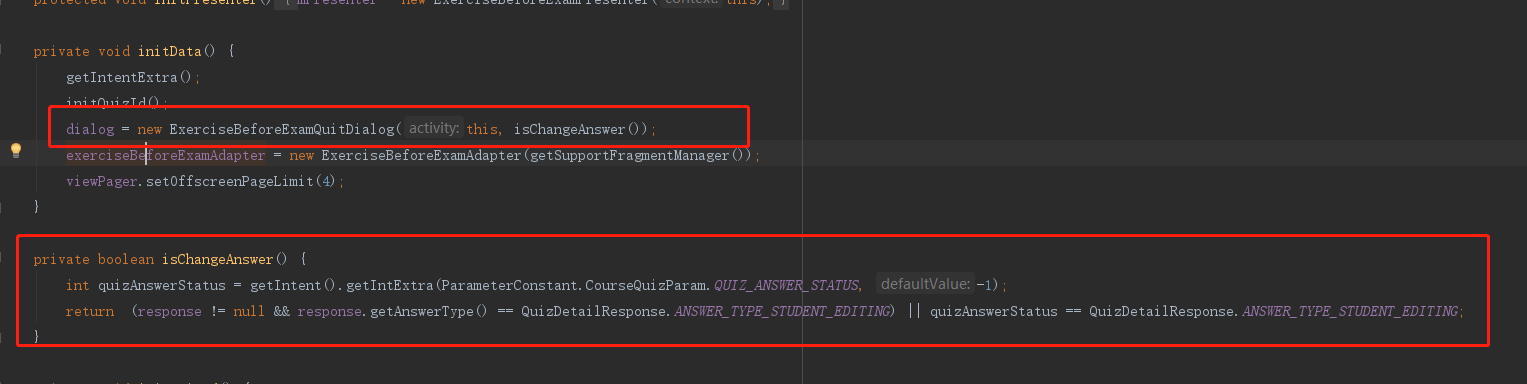 protected void initPresenter() { mPresenter = new ExerciseBeforeExamPresenter( context: this); }
private void initData() {
getIntentExtra();
initQuizId();
dialog = new ExerciseBeforeExamQuitDialog( activity: this, isChangeAnswer());
exerciseBeforeExamAdapter = new ExerciseBeforeExamAdapter(getSupportFragmentManager());
viewPager.setOffscreenPageLimit(4);
}
private boolean isChangeAnswer() {
int quizAnswerStatus = getIntent().getIntExtra(ParameterConstant.CourseQuizParam.QUIZ_ANSWER_STATUS, defaultValue: -1);
return (response != null && response.getAnswerType() == QuizDetailResponse.ANSWER_TYPE_STUDENT_EDITING) || quizAnswerStatus == QuizDetailResponse.ANSWER_TYPE_STUDENT_EDITING;
}